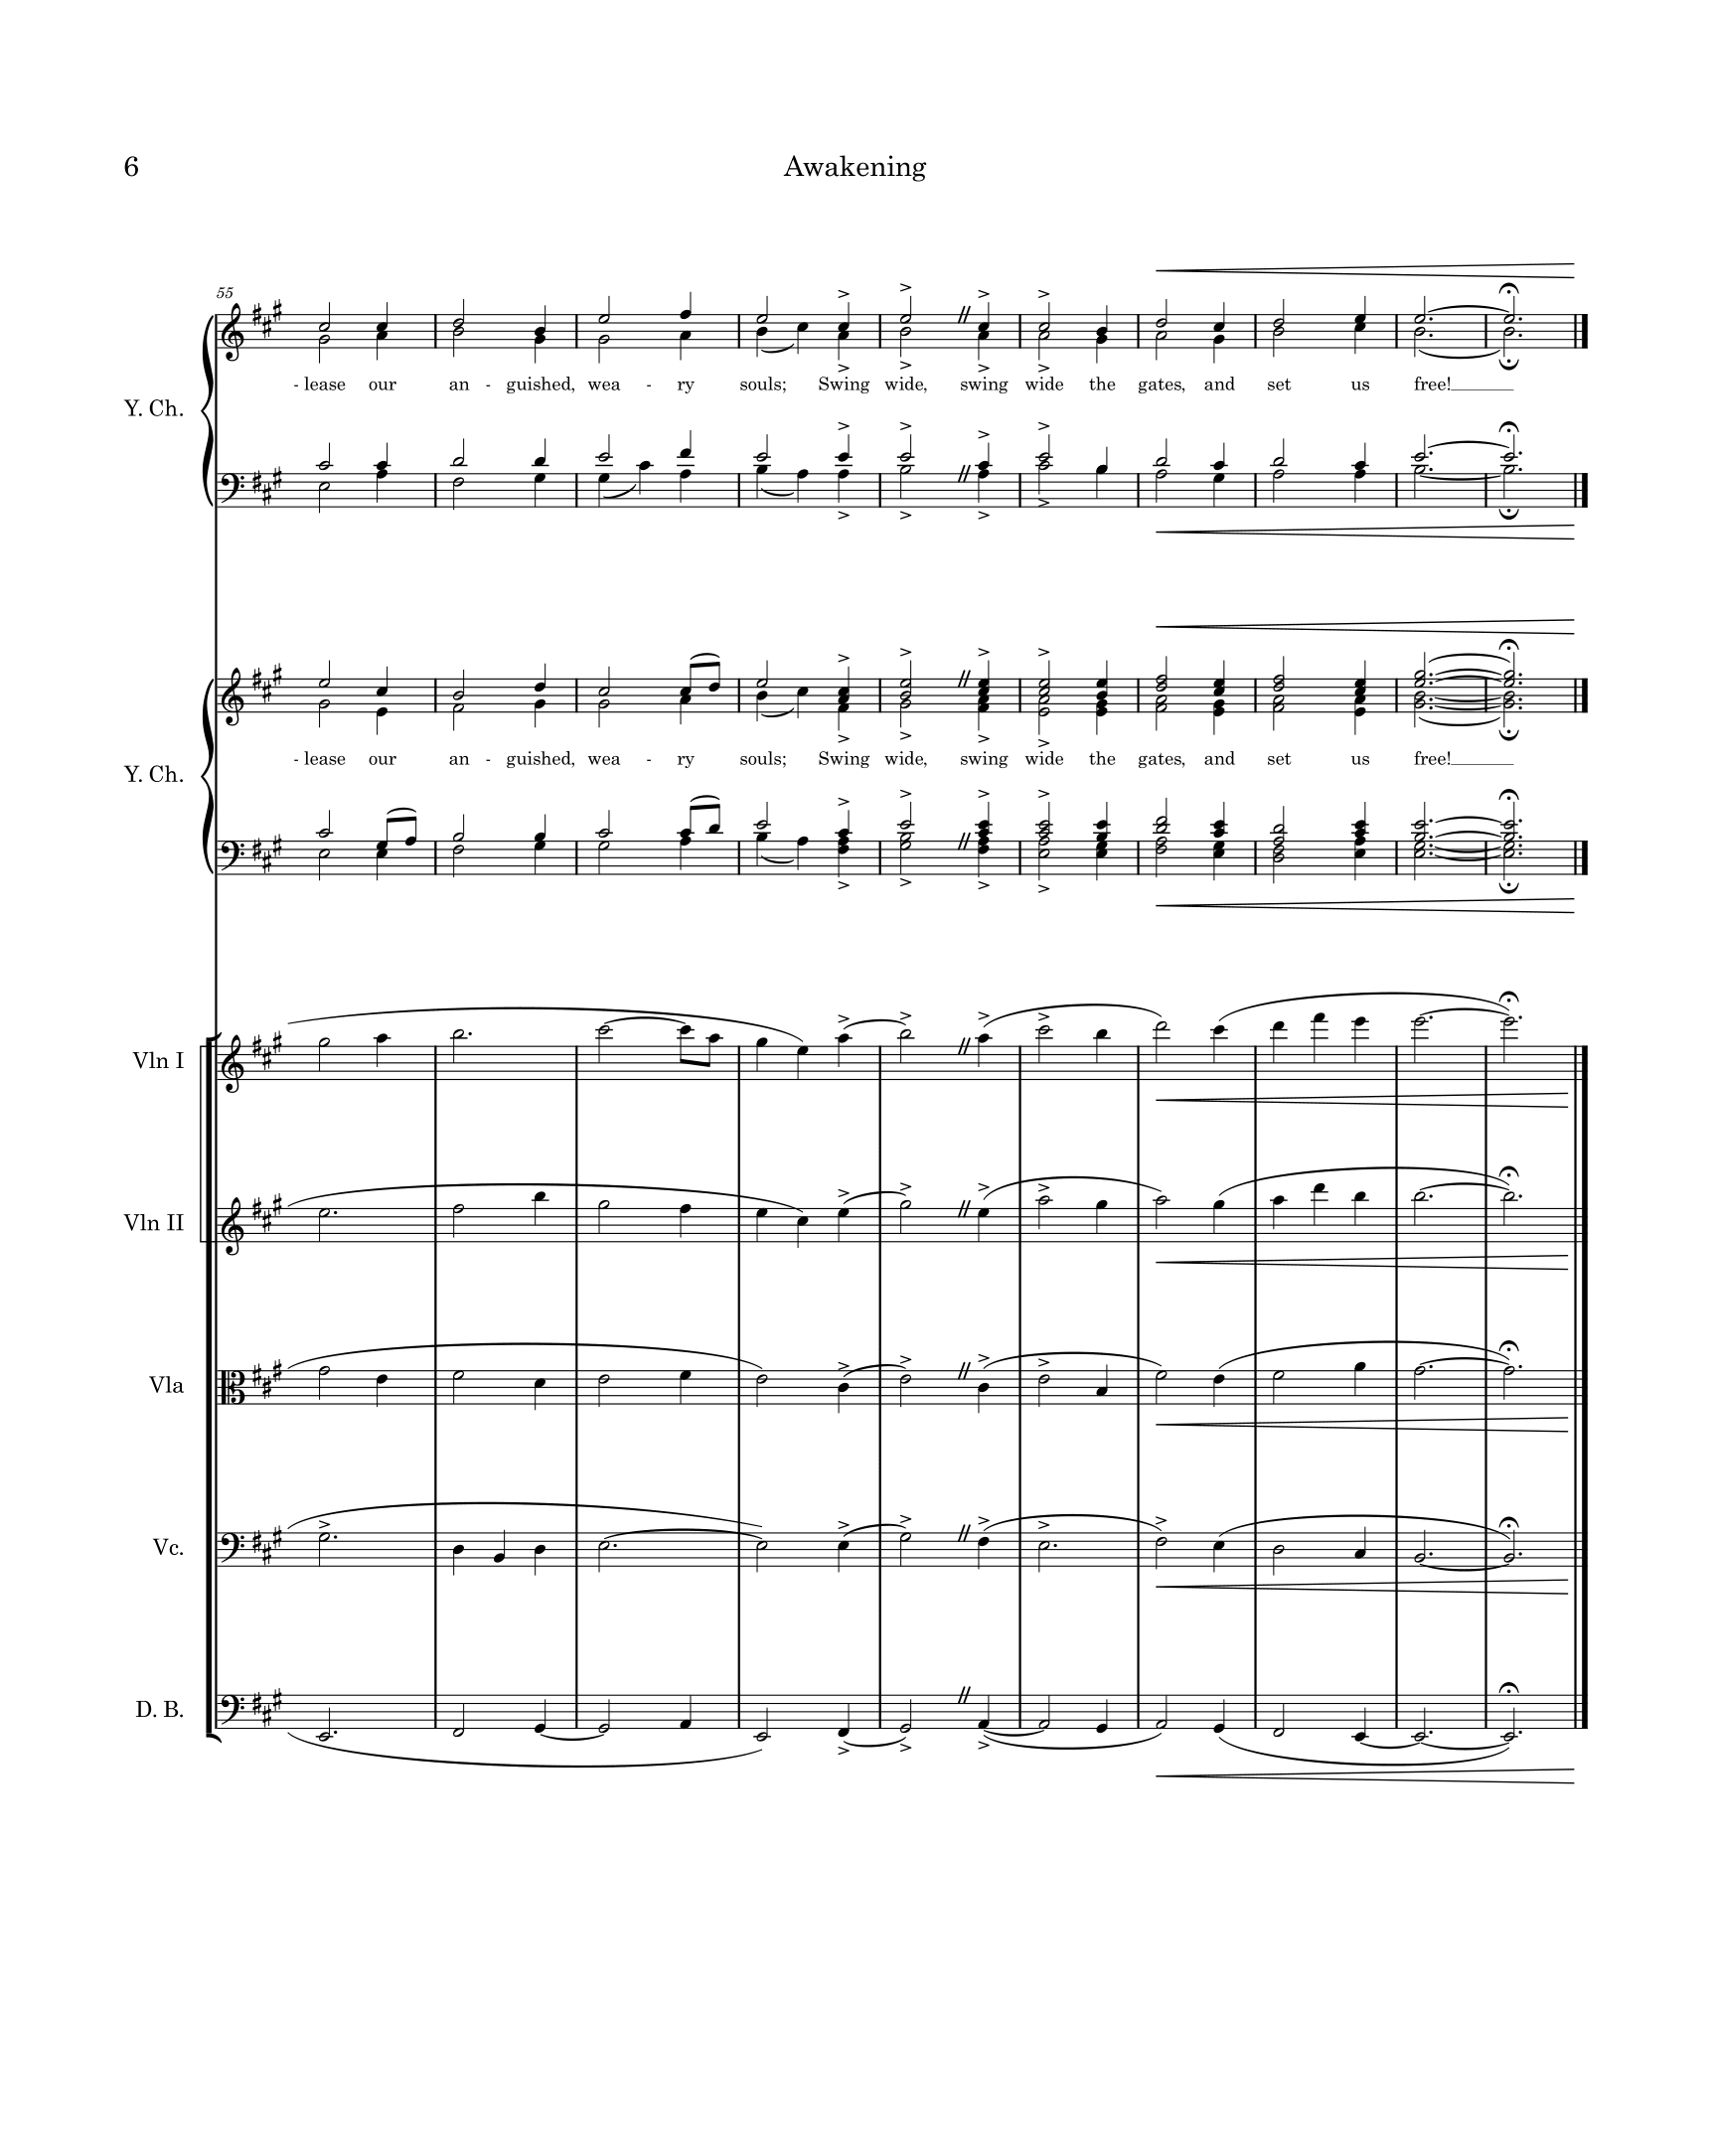 6
Awakening
55
- lease our an - guished, wea - ry souls; Swing wide, swing wide the gates, and set us free!
Y. Ch.
- lease our an - guished, wea - ry souls; Swing wide, swing wide the gates, and set us free!
Y. Ch.
Vln I
Vln II
Vla
Vc.
D. B.